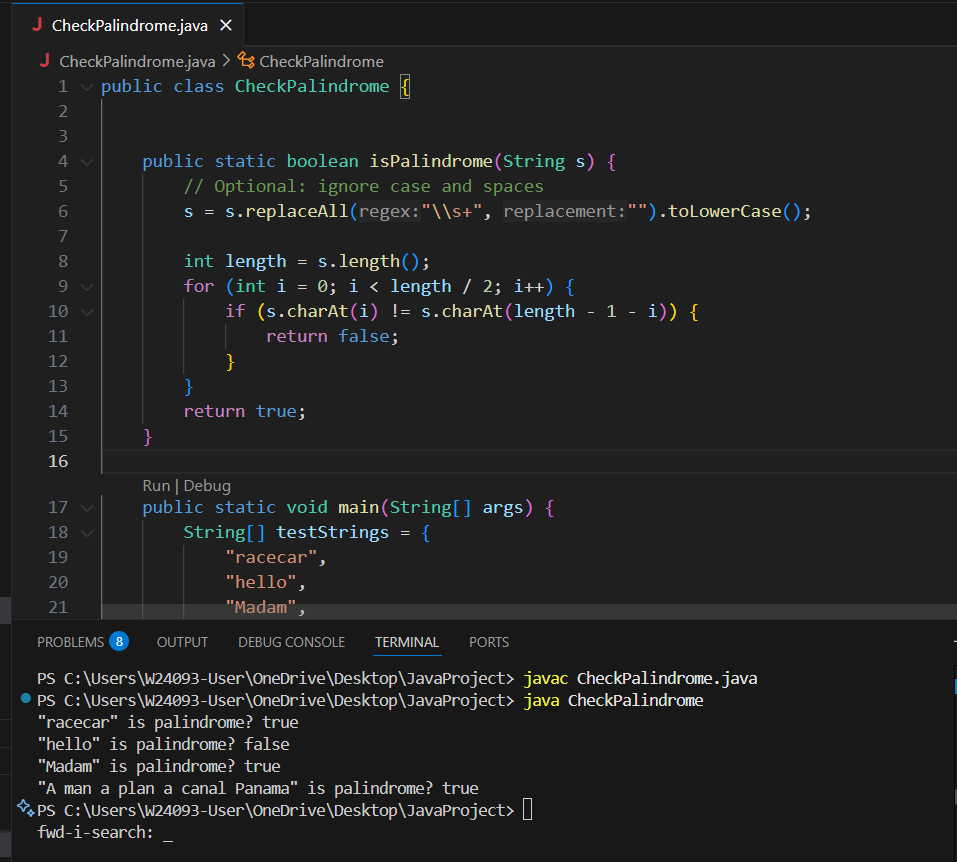 CheckPalindrome.java ×
CheckPalindrome.java > CheckPalindrome
1 public class CheckPalindrome {
2
3
4     public static boolean isPalindrome(String s) {
5         // Optional: ignore case and spaces
6         s = s.replaceAll(regex:"\\s+", replacement:"").toLowerCase();
7
8         int length = s.length();
9         for (int i = 0; i < length / 2; i++) {
10             if (s.charAt(i) != s.charAt(length - 1 - i)) {
11                 return false;
12             }
13         }
14         return true;
15     }
16
Run | Debug
17     public static void main(String[] args) {
18         String[] testStrings = {
19             "racecar",
20             "hello",
21             "Madam",
PROBLEMS 8 OUTPUT DEBUG CONSOLE TERMINAL PORTS
PS C:\Users\W24093-User\OneDrive\Desktop\JavaProject> javac CheckPalindrome.java
PS C:\Users\W24093-User\OneDrive\Desktop\JavaProject> java CheckPalindrome
"racecar" is palindrome? true
"hello" is palindrome? false
"Madam" is palindrome? true
"A man a plan a canal Panama" is palindrome? true
PS C:\Users\W24093-User\OneDrive\Desktop\JavaProject>
fwd-i-search: _